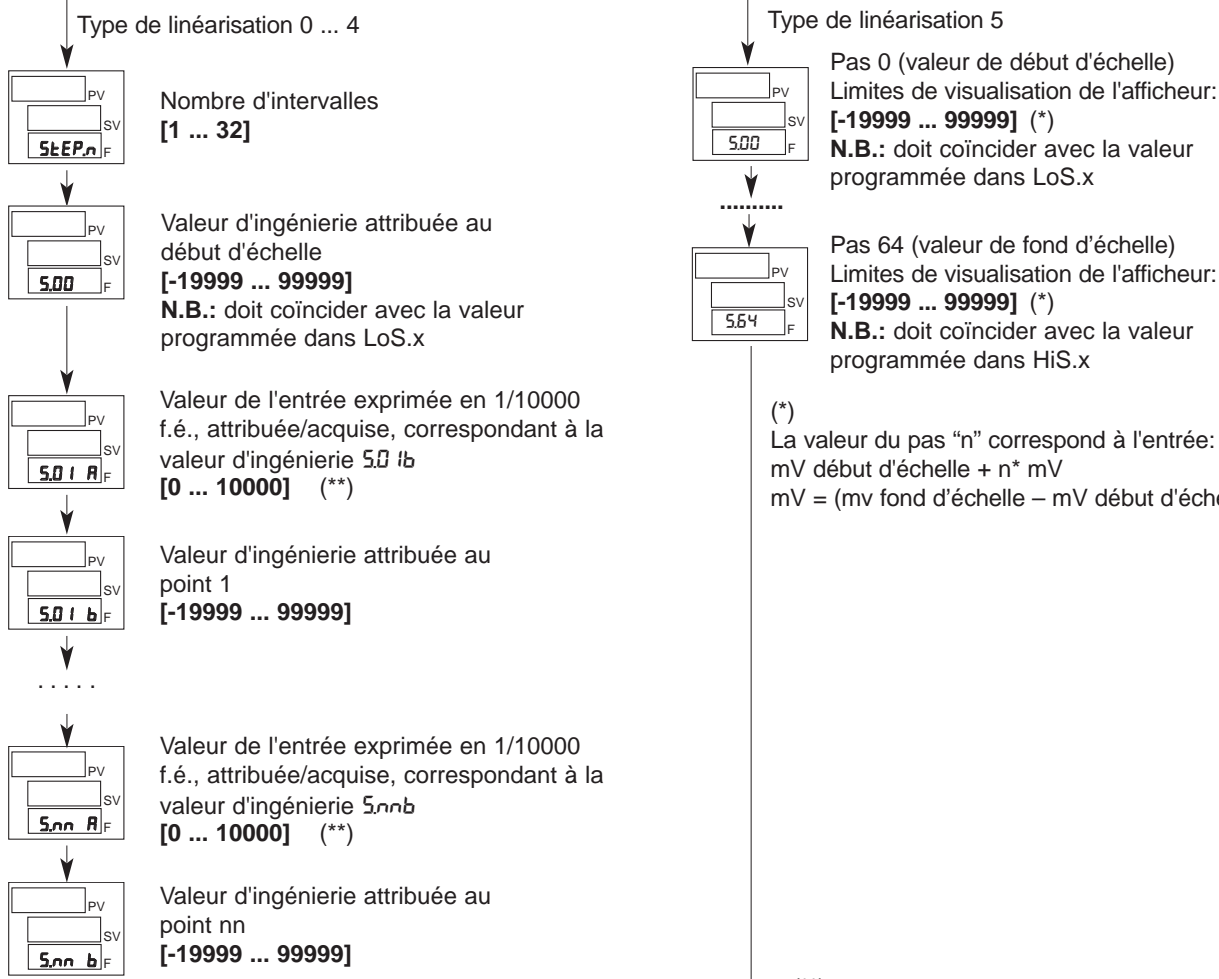 Type de linéarisation 0 ... 4
PV
SV
StEP.n F
Nombre d'intervalles
[1 ... 32]
PV
SV
S.00 F
Valeur d'ingénierie attribuée au
début d'échelle
[-19999 ... 99999]
N.B.: doit coïncider avec la valeur
programmée dans LoS.x
PV
SV
S.01 A F
Valeur de l'entrée exprimée en 1/10000
f.é., attribuée/acquise, correspondant à la
valeur d'ingénierie S.01b
[0 ... 10000] (**)
PV
SV
S.01 b F
Valeur d'ingénierie attribuée au
point 1
[-19999 ... 99999]
. . . . .
PV
SV
S.nn A F
Valeur de l'entrée exprimée en 1/10000
f.é., attribuée/acquise, correspondant à la
valeur d'ingénierie S.nnb
[0 ... 10000] (**)
PV
SV
S.nn b F
Valeur d'ingénierie attribuée au
point nn
[-19999 ... 99999]
Type de linéarisation 5
PV
SV
S.00 F
Pas 0 (valeur de début d'échelle)
Limites de visualisation de l'afficheur:
[-19999 ... 99999] (*)
N.B.: doit coïncider avec la valeur
programmée dans LoS.x
..........
PV
SV
S.64 F
Pas 64 (valeur de fond d’échelle)
Limites de visualisation de l'afficheur:
[-19999 ... 99999] (*)
N.B.: doit coïncider avec la valeur
programmée dans HiS.x
(*)
La valeur du pas “n” correspond à l'entrée:
mV début d'échelle + n* mV
mV = (mv fond d’échelle – mV début